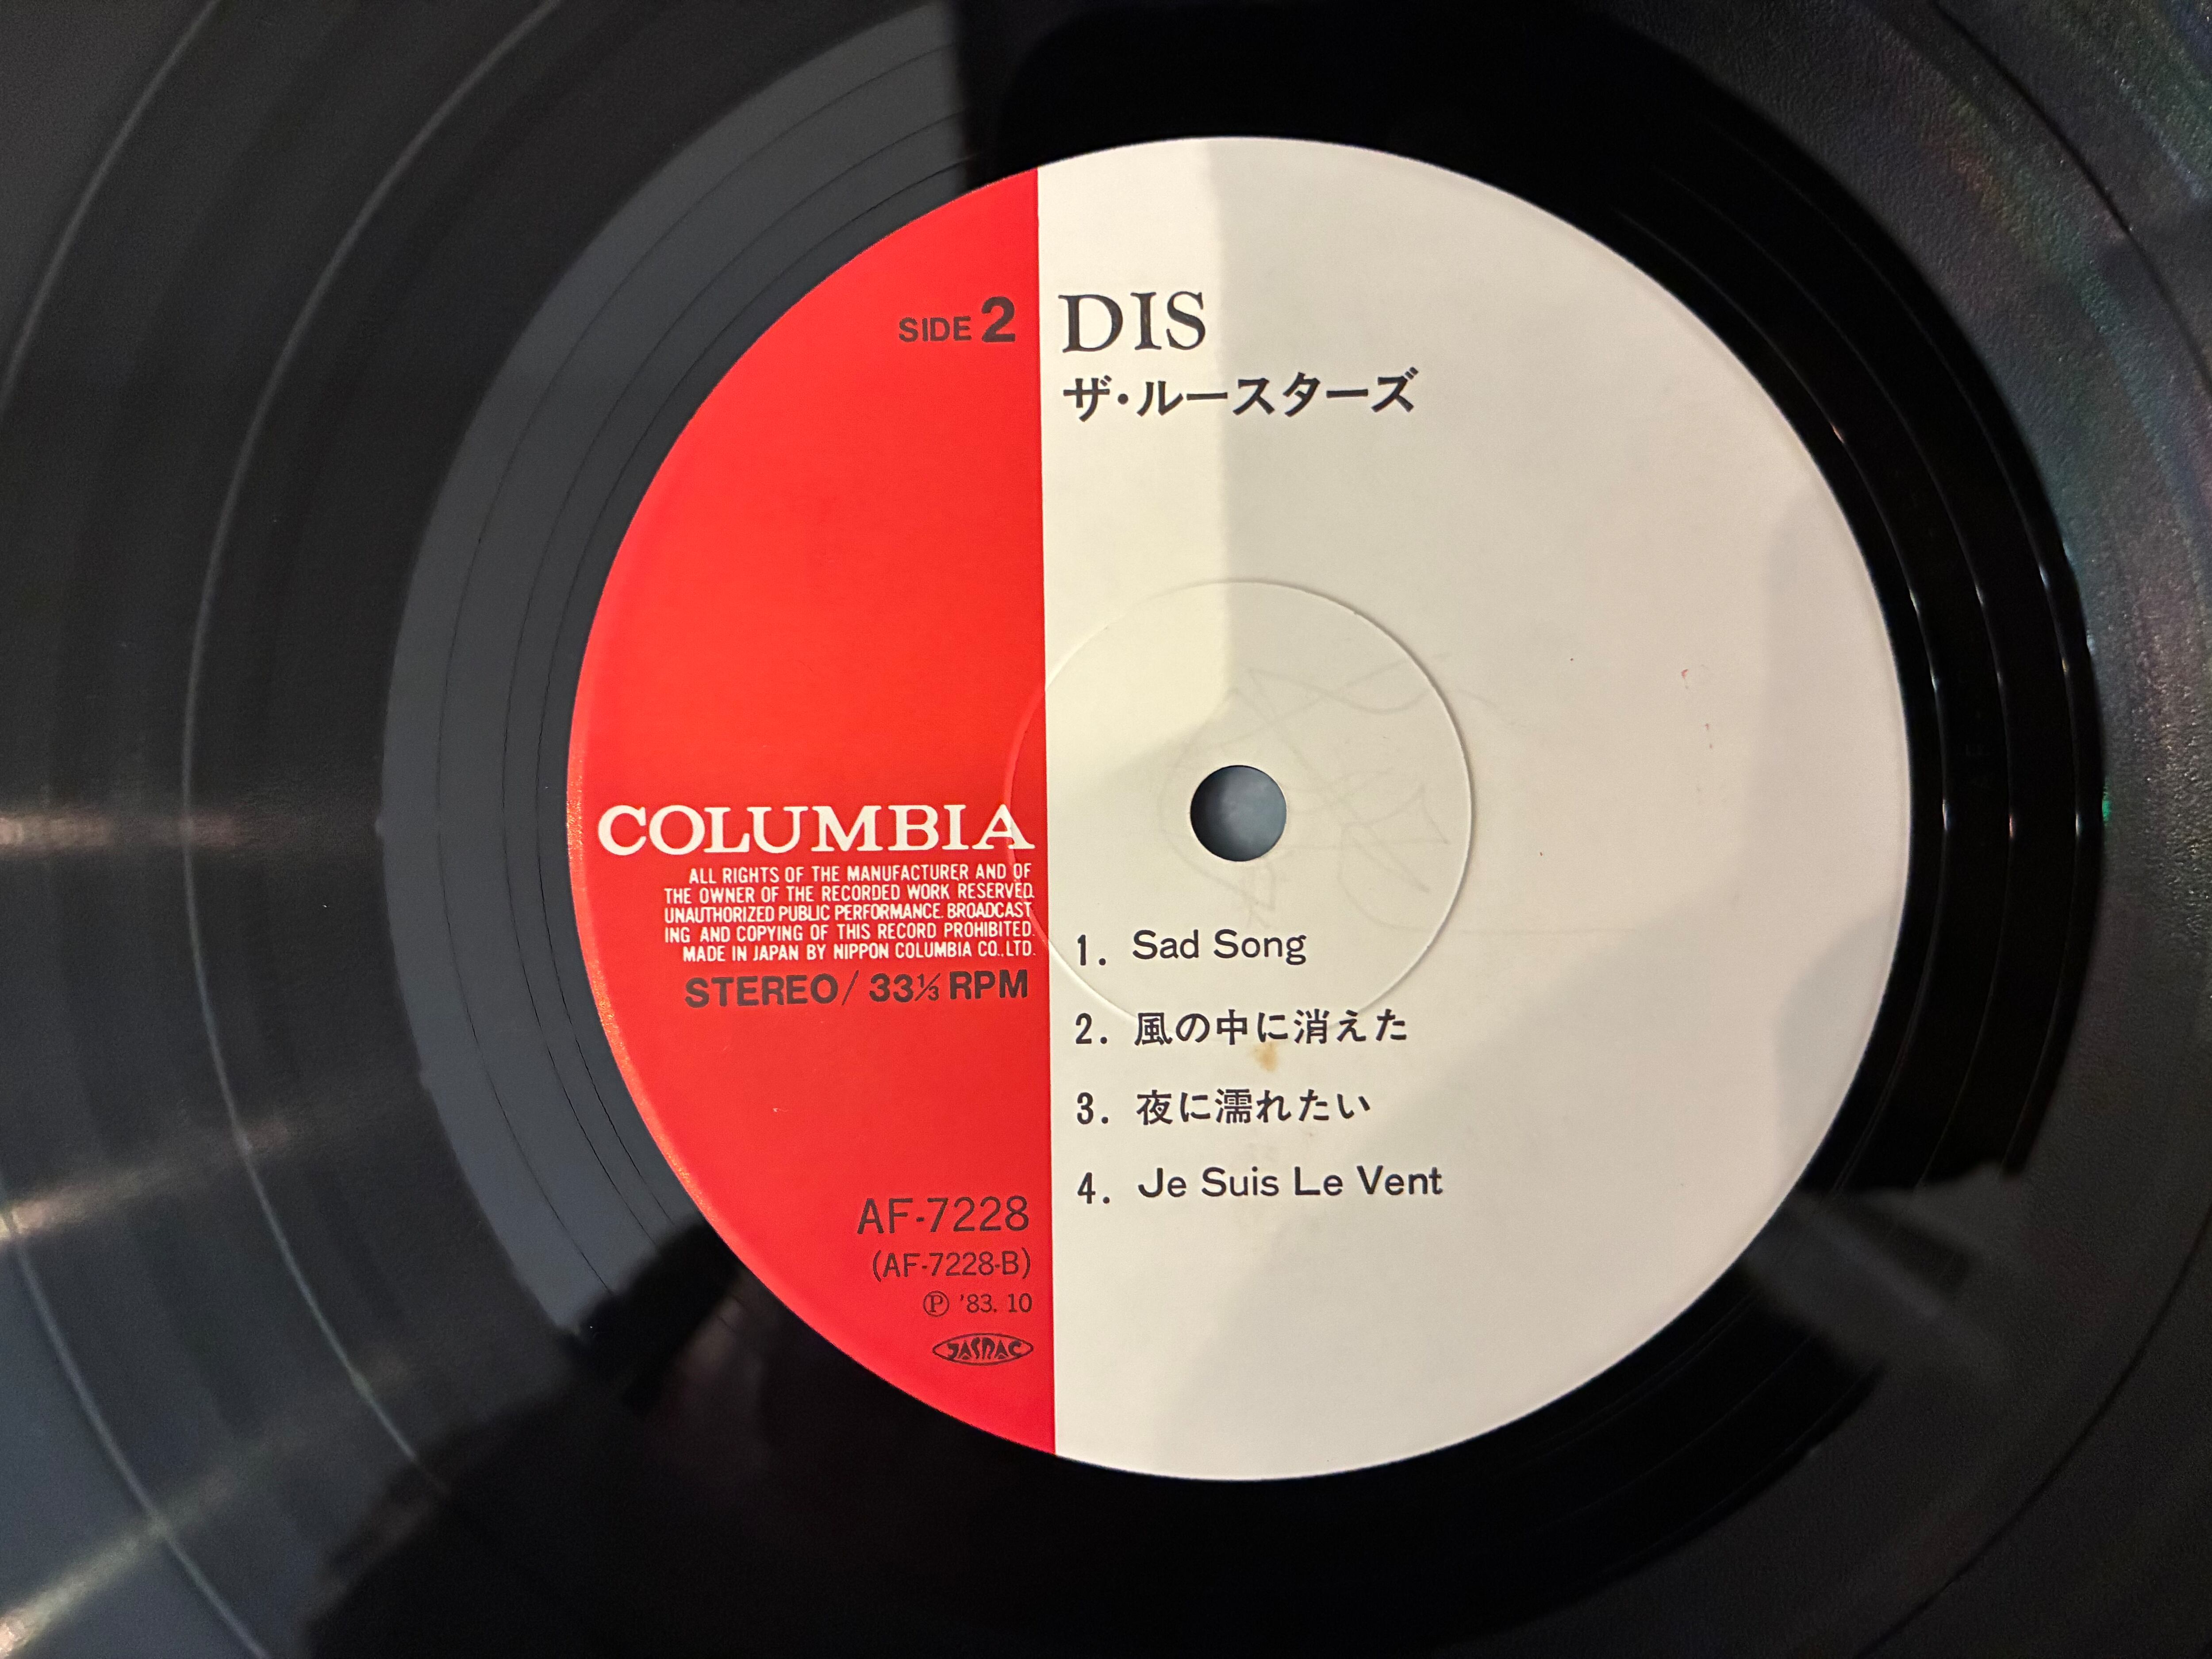 SIDE 2
DIS
ザ・ルースターズ
COLUMBIA
ALL RIGHTS OF THE MANUFACTURER AND OF
THE OWNER OF THE RECORDED WORK RESERVED.
UNAUTHORIZED PUBLIC PERFORMANCE. BROADCAST
ING AND COPYING OF THIS RECORD PROHIBITED.
MADE IN JAPAN BY NIPPON COLUMBIA CO., LTD.
STEREO/ 33⅓ RPM
1. Sad Song
2. 風の中に消えた
3. 夜に濡れたい
4. Je Suis Le Vent
AF-7228
(AF-7228-B)
Ⓟ '83. 10
JASRAC